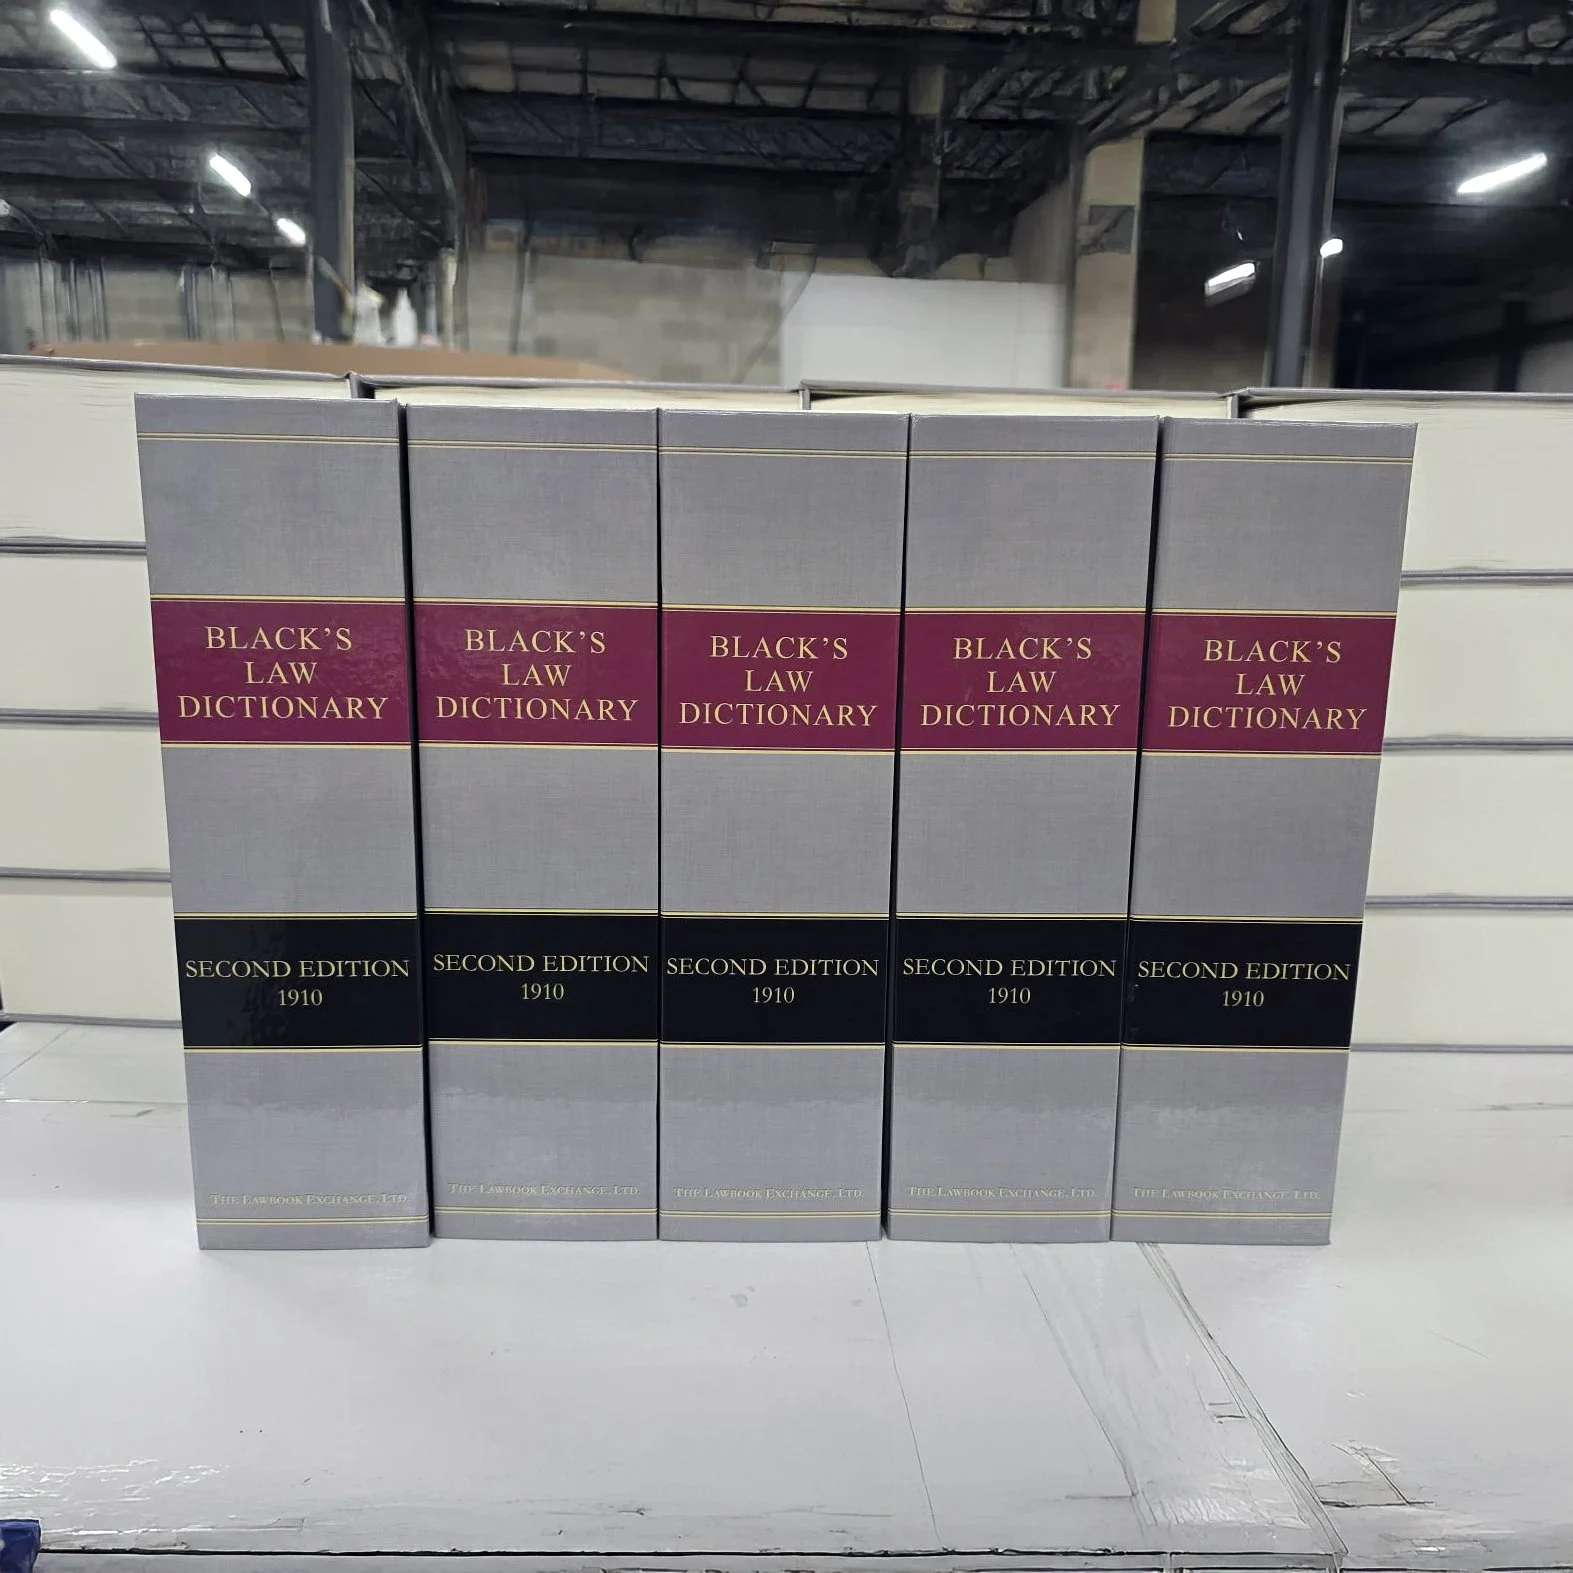 BLACK'S
LAW
DICTIONARY
SECOND EDITION
1910
THE LAWBOOK EXCHANGE, LTD.
BLACK'S
LAW
DICTIONARY
SECOND EDITION
1910
THE LAWBOOK EXCHANGE, LTD.
BLACK'S
LAW
DICTIONARY
SECOND EDITION
1910
THE LAWBOOK EXCHANGE, LTD.
BLACK'S
LAW
DICTIONARY
SECOND EDITION
1910
THE LAWBOOK EXCHANGE, LTD.
BLACK'S
LAW
DICTIONARY
SECOND EDITION
1910
THE LAWBOOK EXCHANGE, LTD.